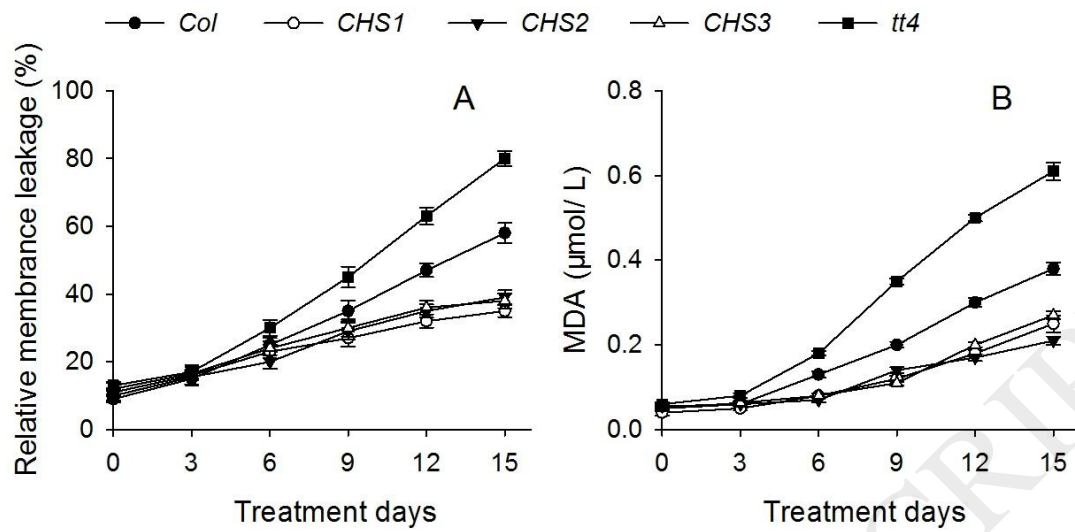 Col CHS1 CHS2 CHS3 tt4
A
Relative membrance leakage (%)
100
80
60
40
20
0
0 3 6 9 12 15
Treatment days
B
MDA (μmol/ L)
0.8
0.6
0.4
0.2
0.0
0 3 6 9 12 15
Treatment days